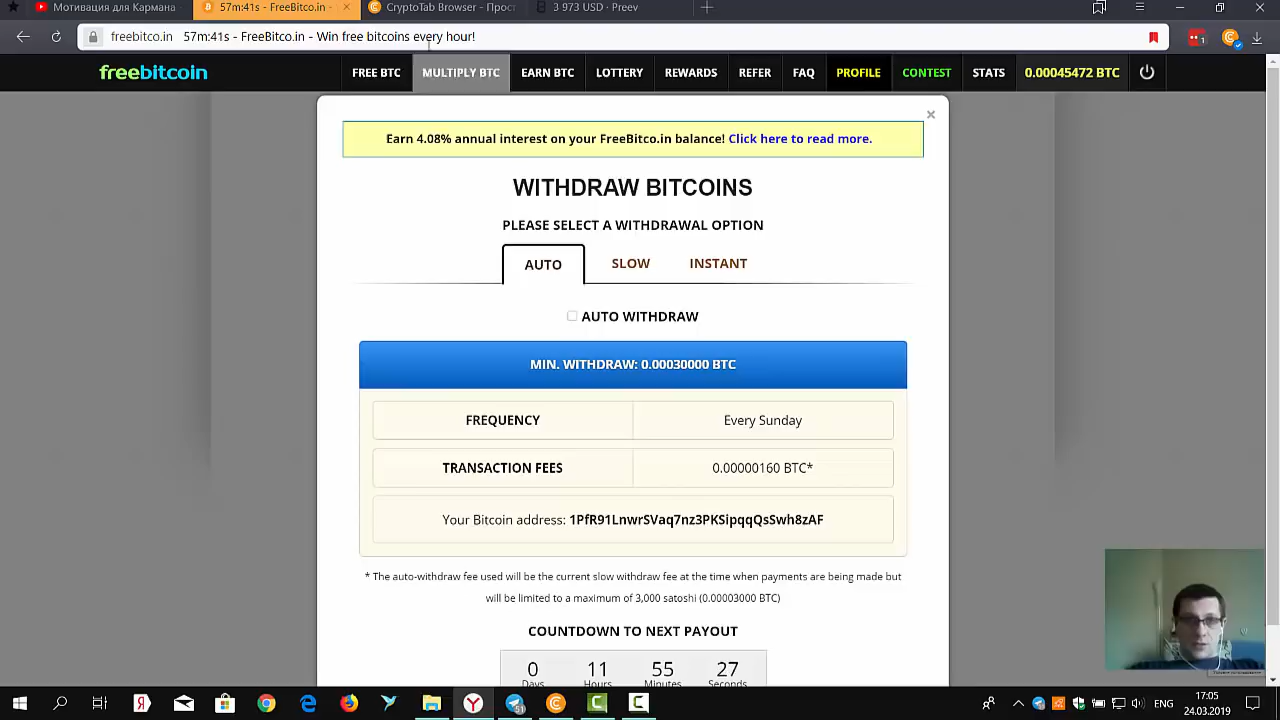 Мотивация для Кармана
57m:41s - FreeBitco.in -
CryptoTab Browser - Прост
3 973 USD - Preev
freebitco.in 57m:41s - FreeBitco.in - Win free bitcoins every hour!
1
freebitcoin
FREE BTC MULTIPLY BTC EARN BTC LOTTERY REWARDS REFER FAQ PROFILE CONTEST STATS 0.00045472 BTC
Earn 4.08% annual interest on your FreeBitco.in balance! Click here to read more.
WITHDRAW BITCOINS
PLEASE SELECT A WITHDRAWAL OPTION
AUTO SLOW INSTANT
AUTO WITHDRAW
MIN. WITHDRAW: 0.00030000 BTC
FREQUENCY Every Sunday
TRANSACTION FEES 0.00000160 BTC*
Your Bitcoin address: 1PfR91LnwrSVaq7nz3PKSipqqQsSwh8zAF
* The auto-withdraw fee used will be the current slow withdraw fee at the time when payments are being made but
will be limited to a maximum of 3,000 satoshi (0.00003000 BTC)
COUNTDOWN TO NEXT PAYOUT
0 11 55 27
Days Hours Minutes Seconds
ENG
17:05
24.03.2019